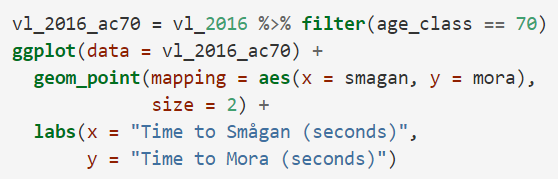 vl_2016_ac70 = vl_2016 %>% filter(age_class == 70)
ggplot(data = vl_2016_ac70) +
  geom_point(mapping = aes(x = smagan, y = mora),
             size = 2) +
  labs(x = "Time to Smågan (seconds)",
       y = "Time to Mora (seconds)")